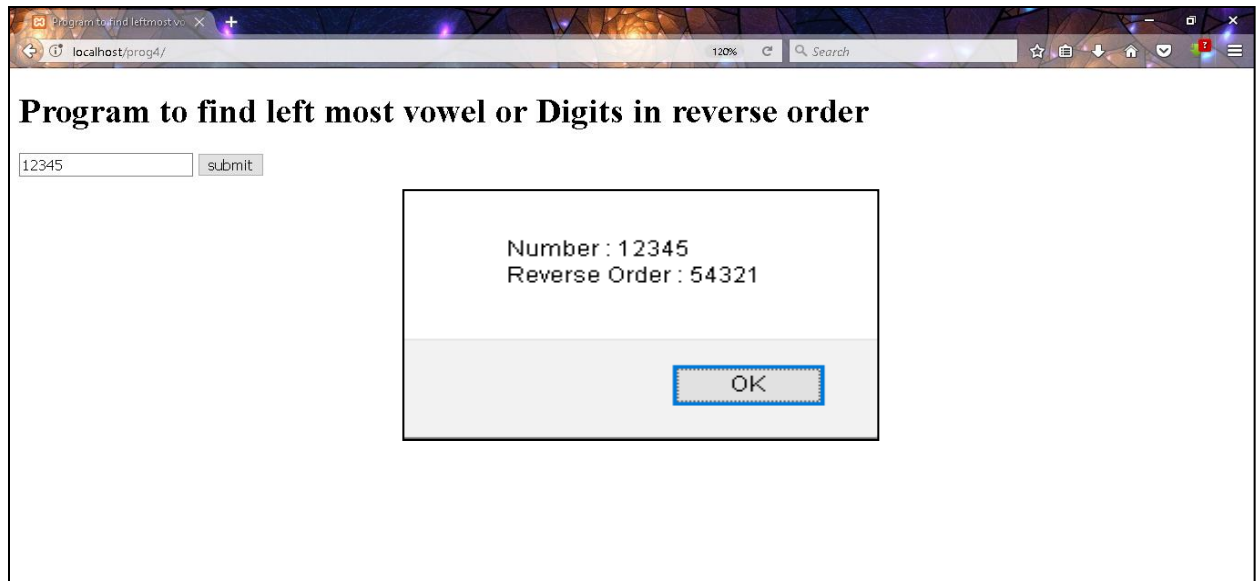 Program to find leftmost vo
localhost/prog4/
120%
Search
Program to find left most vowel or Digits in reverse order
12345
submit
Number : 12345
Reverse Order : 54321
OK